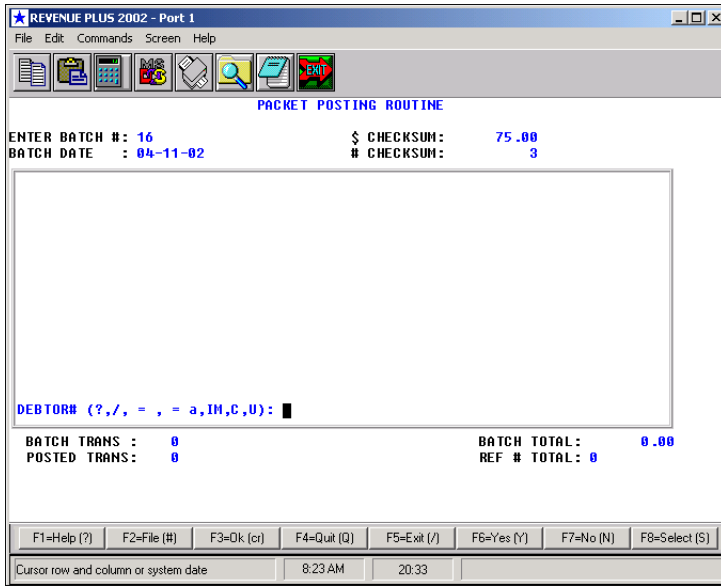 REVENUE PLUS 2002 - Port 1
File Edit Commands Screen Help
MS DOS EXIT
PACKET POSTING ROUTINE
ENTER BATCH #: 16 $ CHECKSUM: 75.00
BATCH DATE : 04-11-02 # CHECKSUM: 3
DEBTOR# (?,/, = , = a,IM,C,U):
BATCH TRANS : 0 BATCH TOTAL: 0.00
POSTED TRANS: 0 REF # TOTAL: 0
F1=Help (?) F2=File (#) F3=Ok (cr) F4=Quit (Q) F5=Exit (/) F6=Yes (Y) F7=No (N) F8=Select (S)
Cursor row and column or system date 8:23 AM 20:33